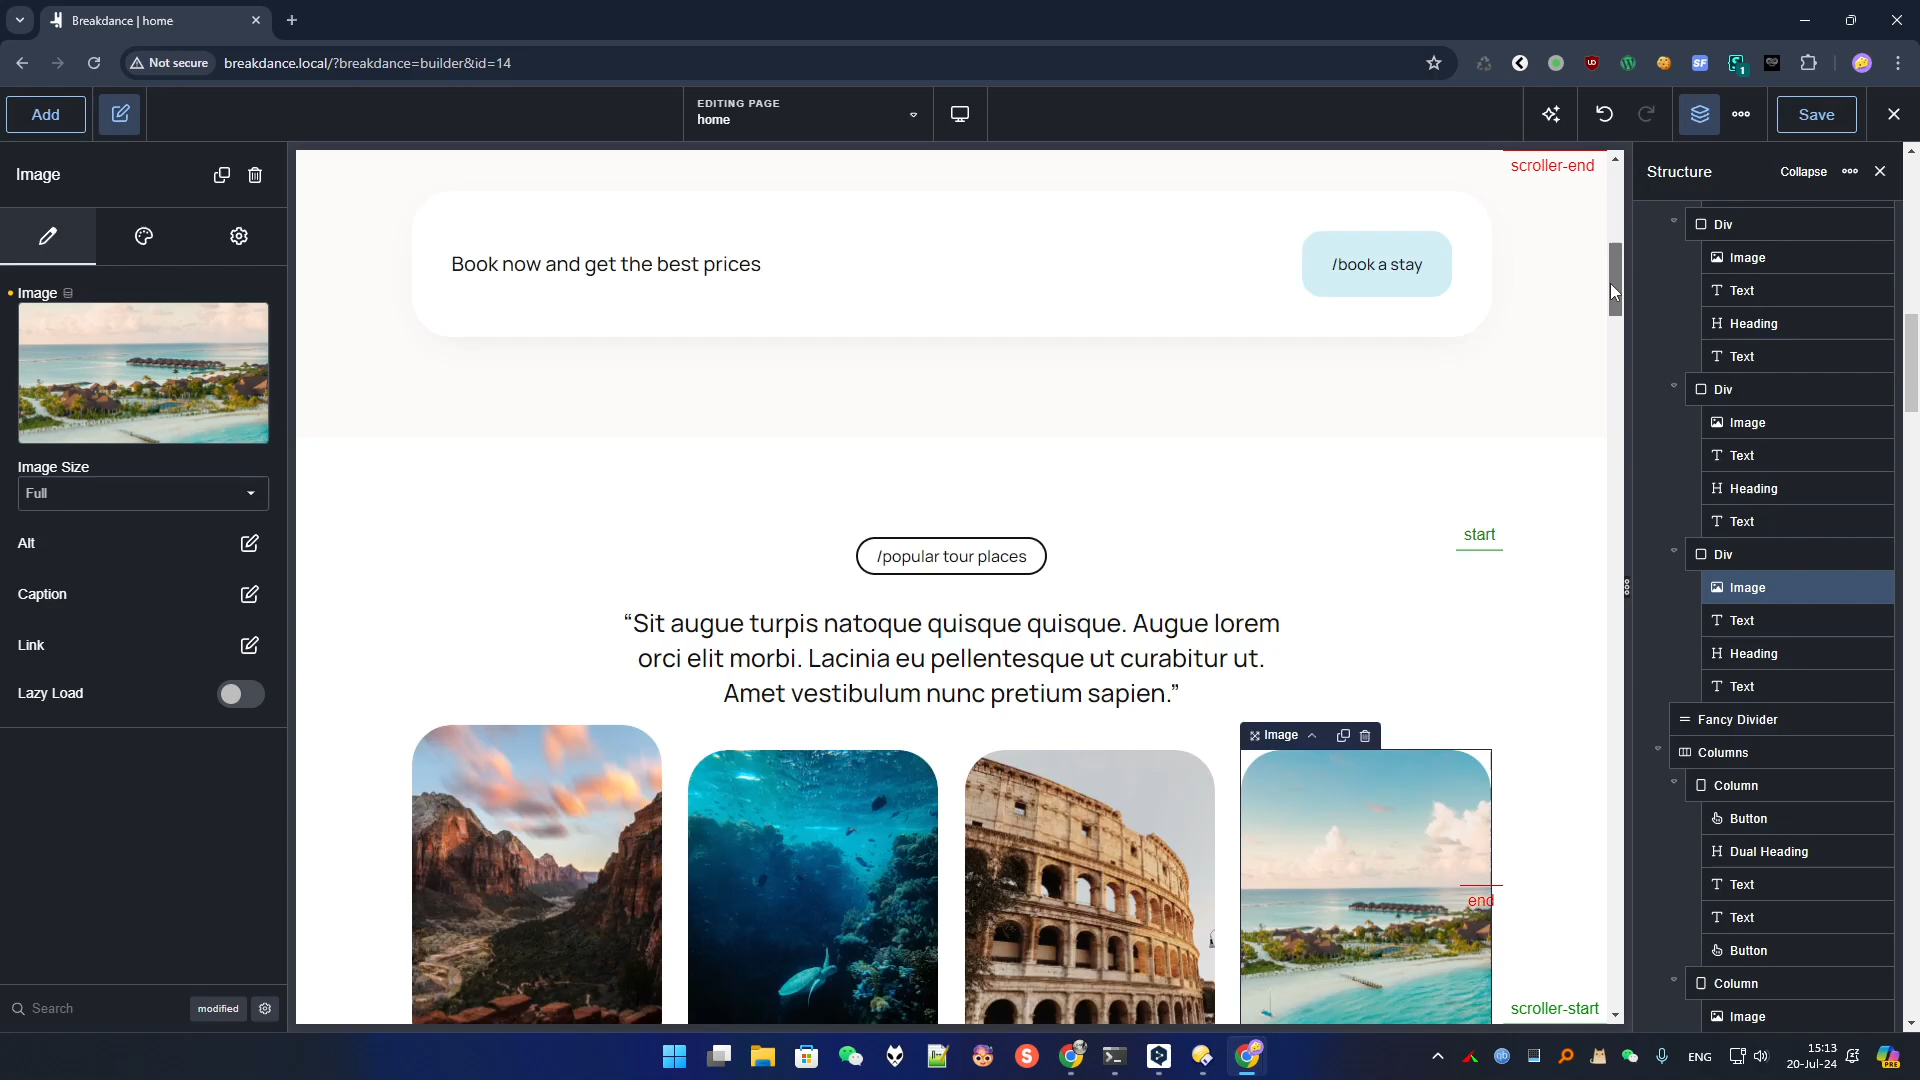 Breakdance | home
Not secure
breakdance.local/?breakdance=builder&id=14
SF
1
Add
EDITING PAGE
home
Save
Image
Image
Image Size
Full
Alt
Caption
Link
Lazy Load
Search
modified
scroller-end
Book now and get the best prices
/book a stay
start
/popular tour places
“Sit augue turpis natoque quisque quisque. Augue lorem
orci elit morbi. Lacinia eu pellentesque ut curabitur ut.
Amet vestibulum nunc pretium sapien.”
Image
end
scroller-start
Structure
Collapse
Div
Image
Text
Heading
Text
Div
Image
Text
Heading
Text
Div
Image
Text
Heading
Text
Fancy Divider
Columns
Column
Button
Dual Heading
Text
Text
Button
Column
Image
ENG
15:13
20-Jul-24